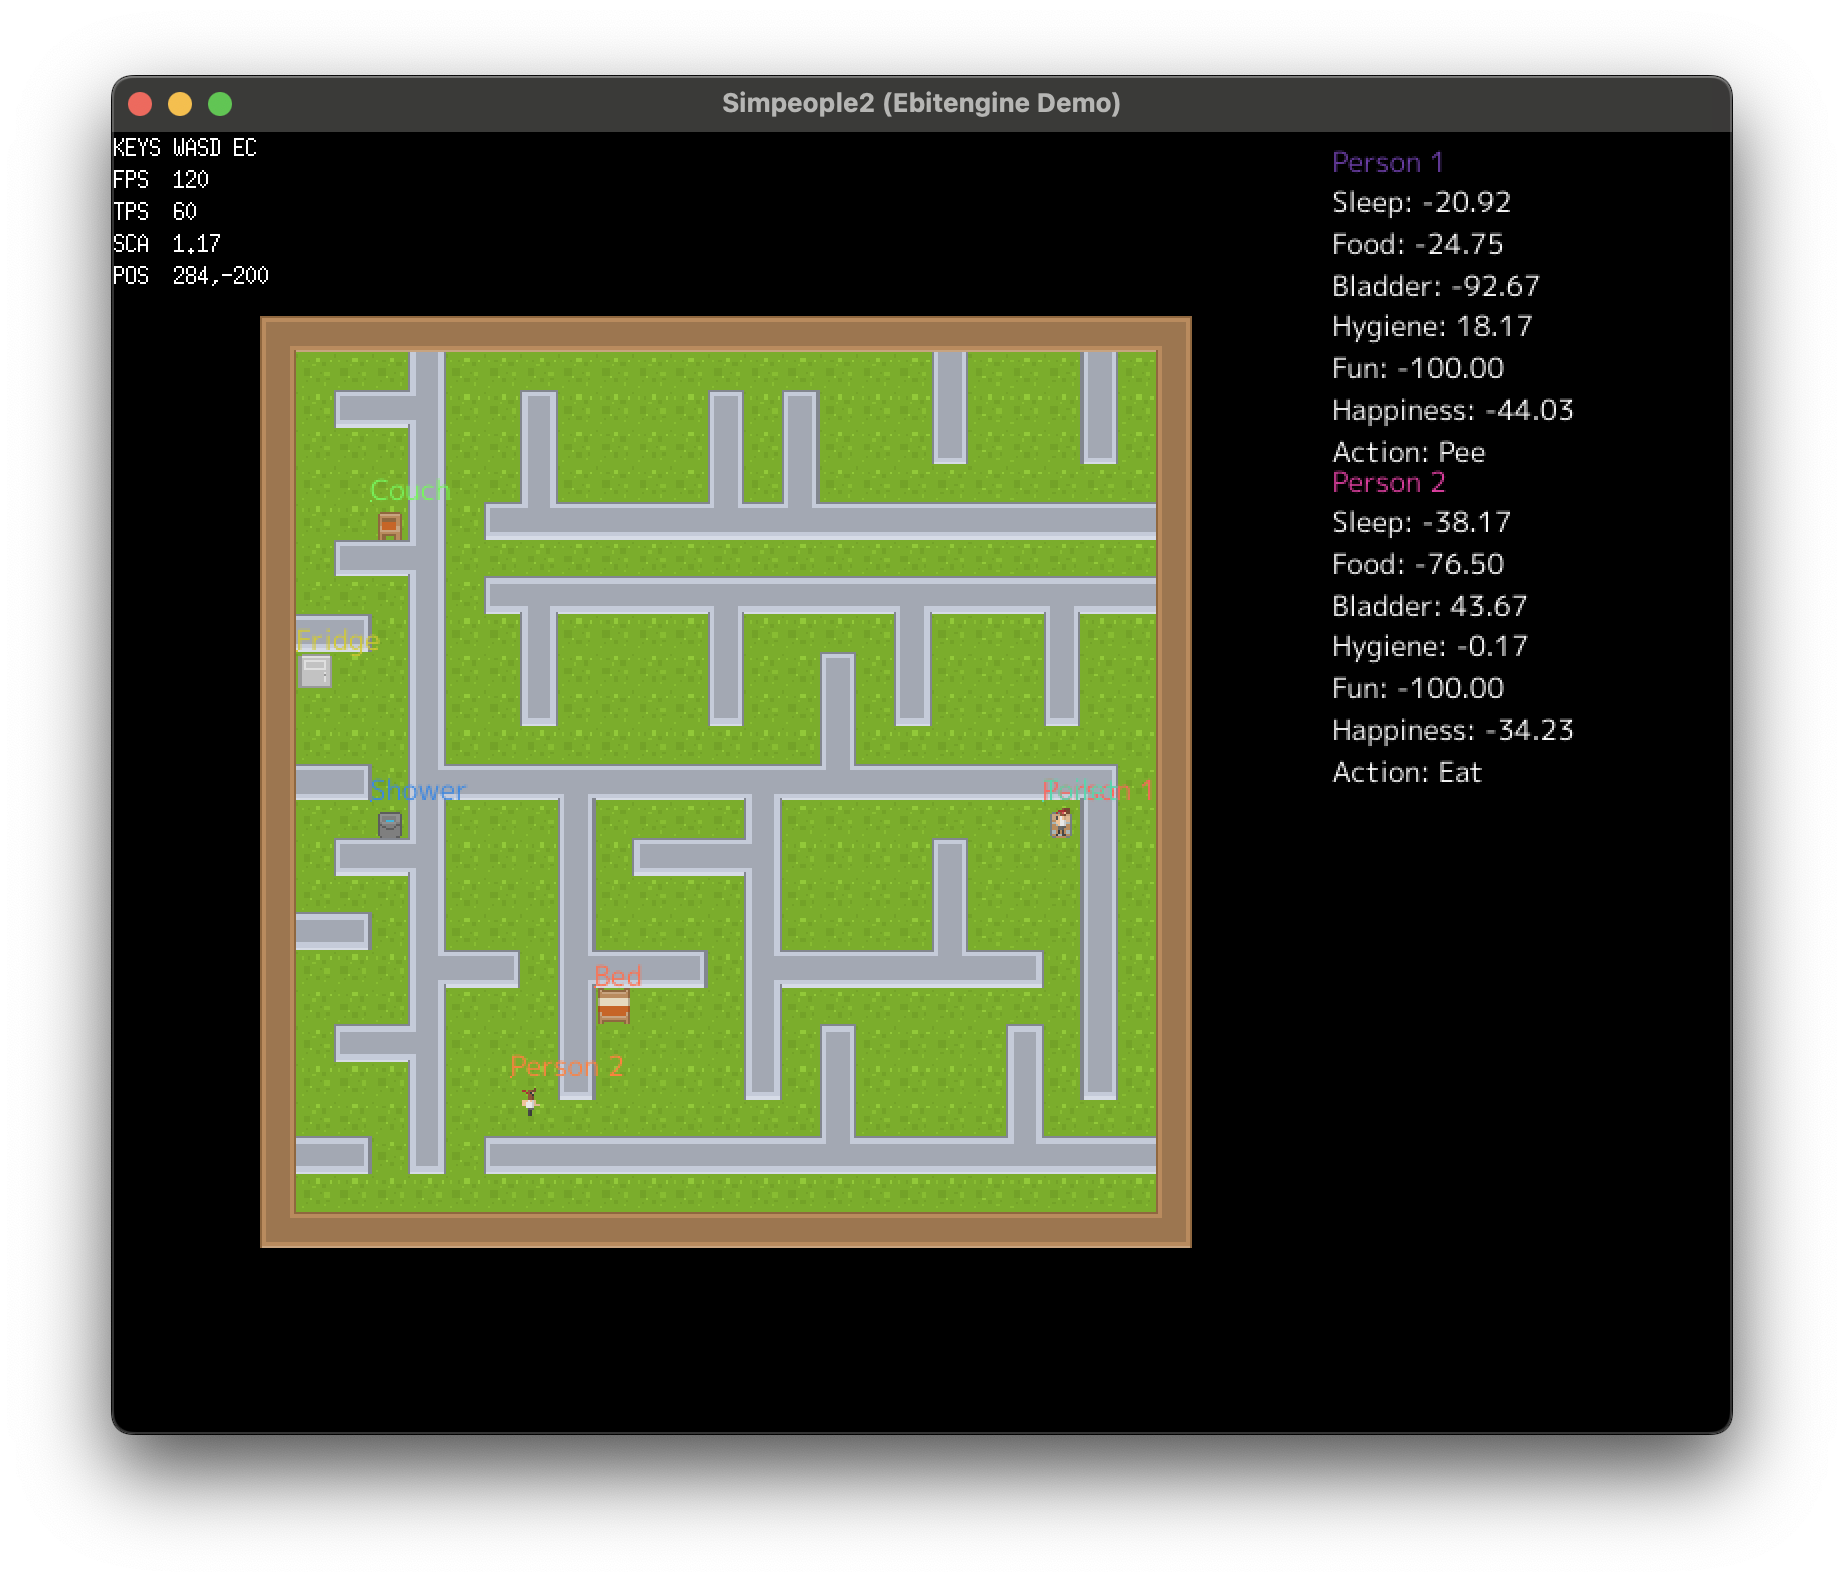 Simpeople2 (Ebitengine Demo)
KEYS WASD EC
FPS 120
TPS 60
SCA 1.17
POS 284,-200
Person 1
Sleep: -20.92
Food: -24.75
Bladder: -92.67
Hygiene: 18.17
Fun: -100.00
Happiness: -44.03
Action: Pee
Person 2
Sleep: -38.17
Food: -76.50
Bladder: 43.67
Hygiene: -0.17
Fun: -100.00
Happiness: -34.23
Action: Eat
Couch
Fridge
Shower
Person 1
Bed
Person 2